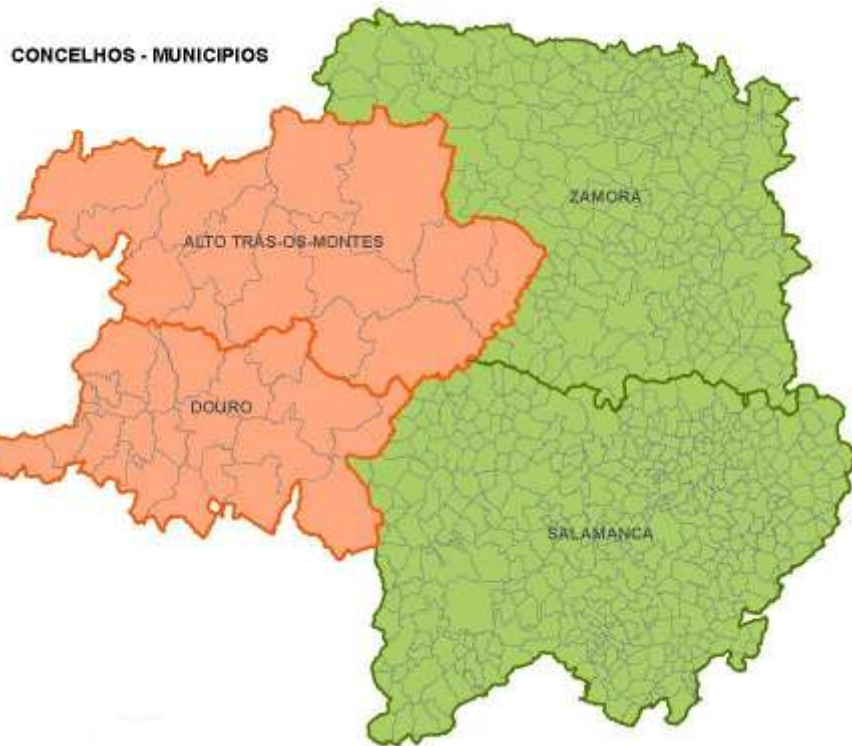 CONCELHOS - MUNICIPIOS
ZAMORA
ALTO TRÁS-OS-MONTES
DOURO
SALAMANCA